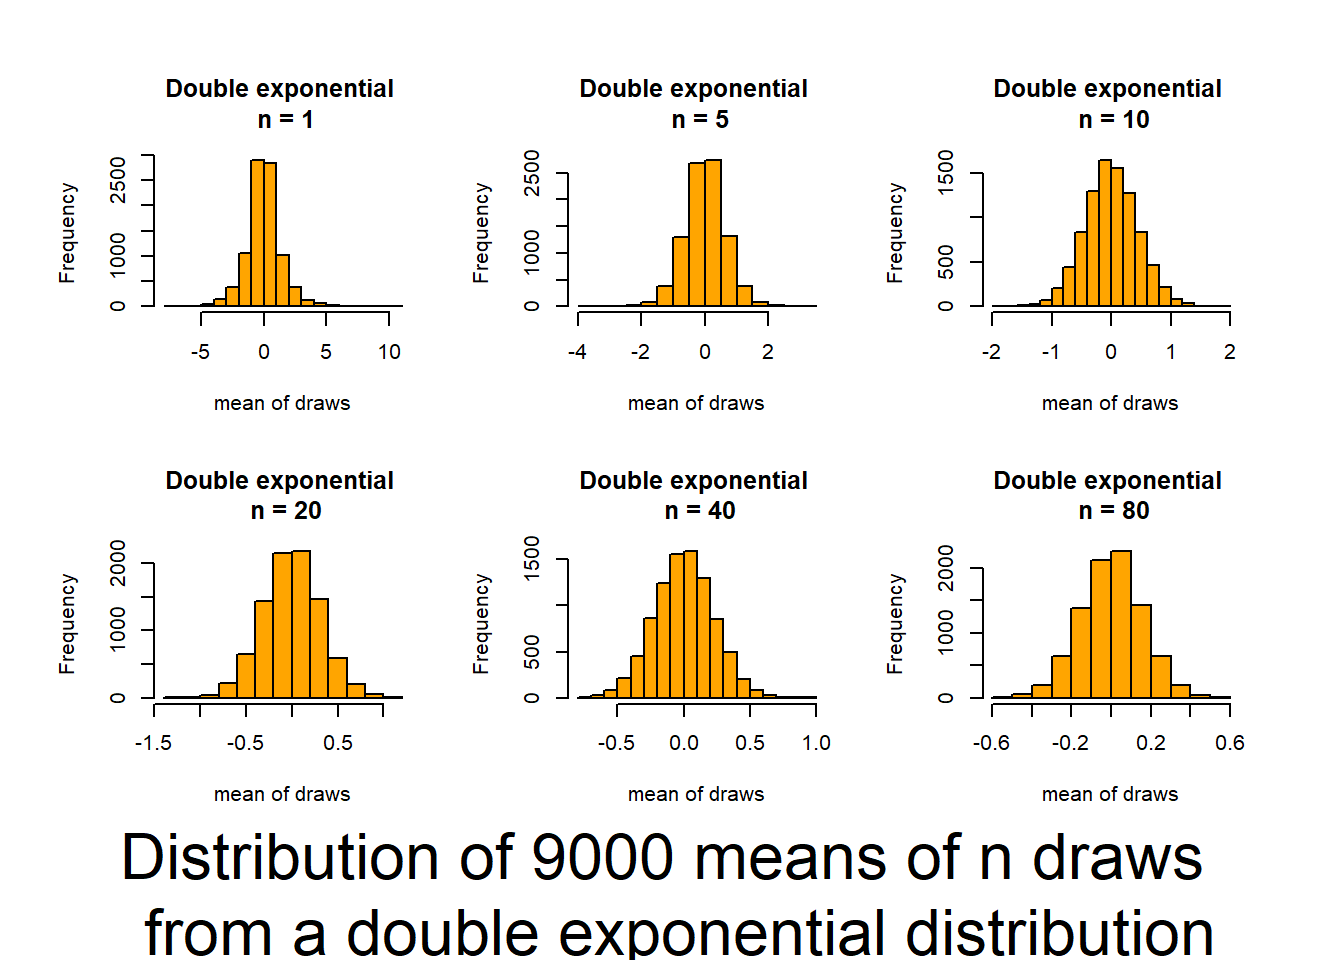 Double exponential
n = 1
Frequency
0 1000 2500
-5 0 5 10
mean of draws
Double exponential
n = 5
Frequency
0 1000 2500
-4 -2 0 2
mean of draws
Double exponential
n = 10
Frequency
0 500 1500
-2 -1 0 1 2
mean of draws
Double exponential
n = 20
Frequency
0 1000 2000
-1.5 -0.5 0.5
mean of draws
Double exponential
n = 40
Frequency
0 500 1500
-0.5 0.0 0.5 1.0
mean of draws
Double exponential
n = 80
Frequency
0 1000 2000
-0.6 -0.2 0.2 0.6
mean of draws
Distribution of 9000 means of n draws
from a double exponential distribution